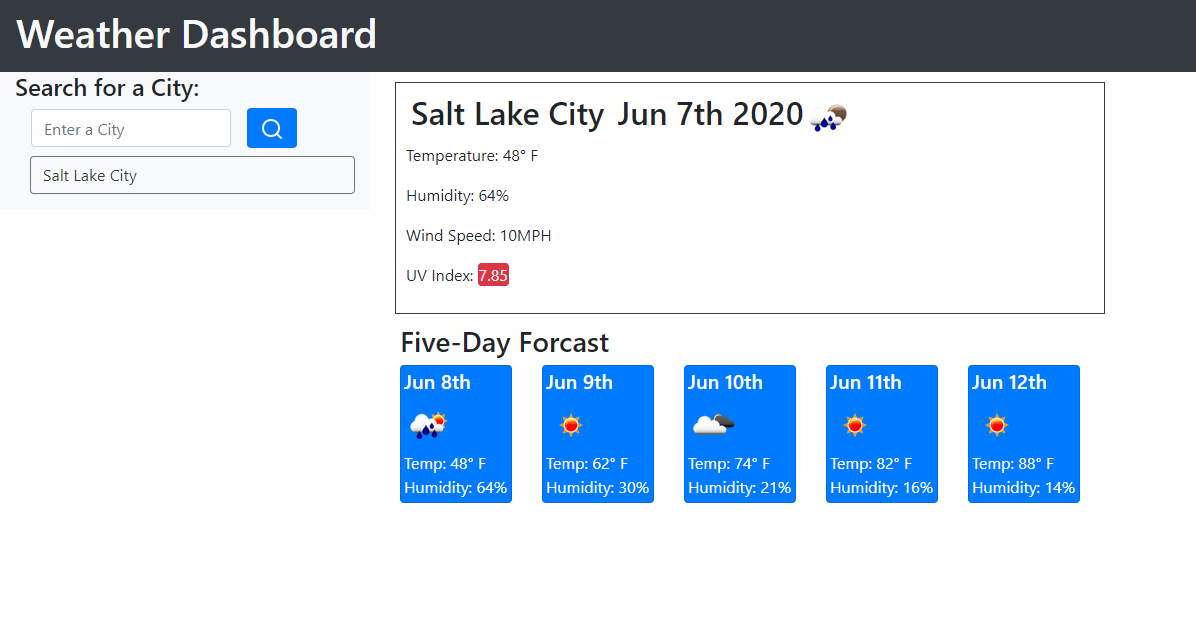 Weather Dashboard
Search for a City:
Enter a City
Salt Lake City
Salt Lake City Jun 7th 2020
Temperature: 48° F
Humidity: 64%
Wind Speed: 10MPH
UV Index: 7.85
Five-Day Forcast
Jun 8th
Temp: 48° F
Humidity: 64%
Jun 9th
Temp: 62° F
Humidity: 30%
Jun 10th
Temp: 74° F
Humidity: 21%
Jun 11th
Temp: 82° F
Humidity: 16%
Jun 12th
Temp: 88° F
Humidity: 14%